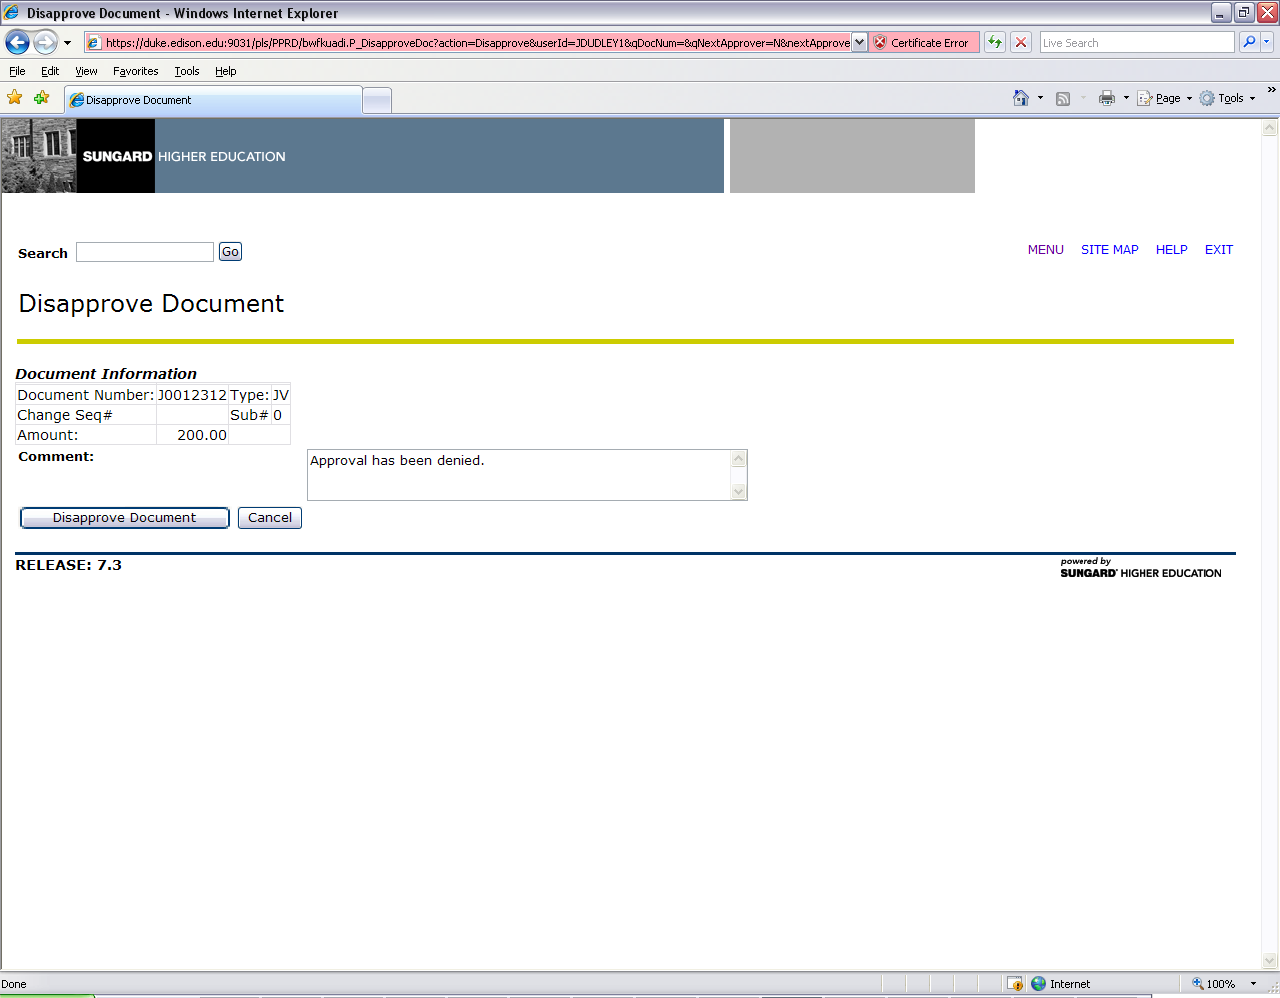 Disapprove Document - Windows Internet Explorer
https://duke.edison.edu:9031/pls/PPRD/bwfkuadi.P_DisapproveDoc?action=Disapprove&userId=JDUDLEY1&qDocNum=&qNextApprover=N&nextApprove Certificate Error Live Search
File Edit View Favorites Tools Help
Disapprove Document Page Tools »
SUNGARD HIGHER EDUCATION
Search Go MENU SITE MAP HELP EXIT
Disapprove Document
Document Information
Document Number: J0012312 Type: JV
Change Seq# Sub# 0
Amount: 200.00
Comment: Approval has been denied.
Disapprove Document Cancel
RELEASE: 7.3 powered by
SUNGARD® HIGHER EDUCATION
Done Internet 100%